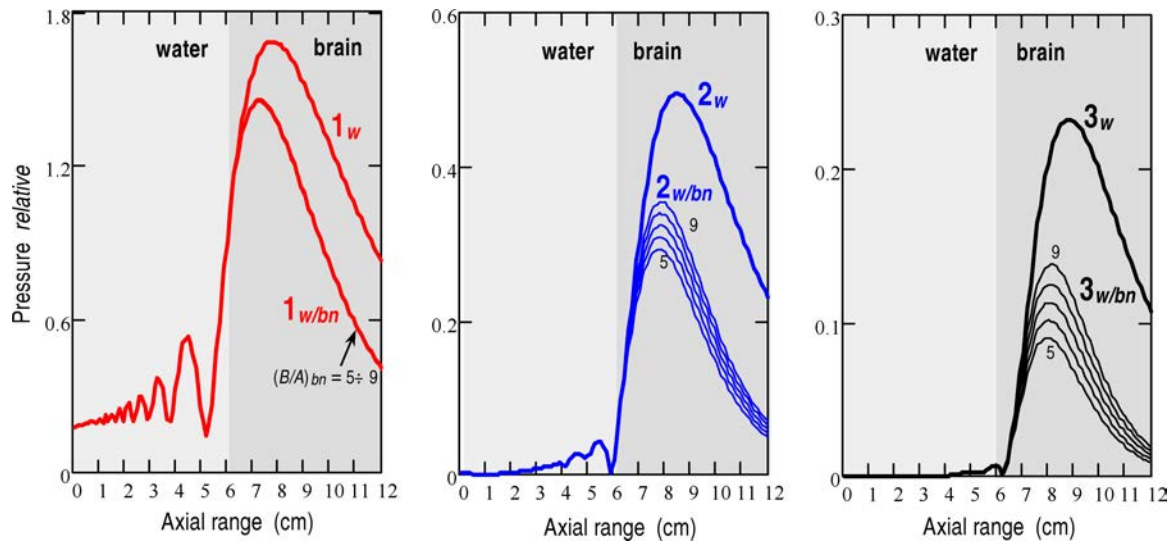 1.8
1.2
0.6
0
Pressure relative
water
brain
1w
1w/bn
(B/A)bn = 5÷ 9
0 1 2 3 4 5 6 7 8 9 10 11 12
Axial range (cm)
0.6
0.4
0.2
0
water
brain
2w
2w/bn
9
5
0 1 2 3 4 5 6 7 8 9 10 11 12
Axial range (cm)
0.3
0.2
0.1
0
water
brain
3w
9
3w/bn
5
0 1 2 3 4 5 6 7 8 9 10 11 12
Axial range (cm)